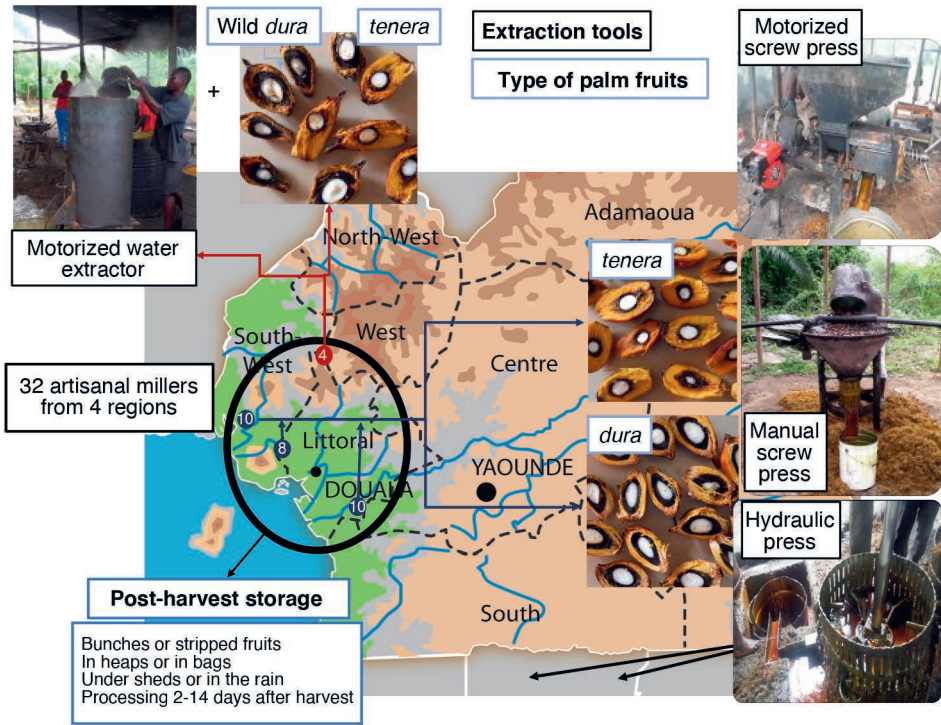 Wild dura
tenera
Extraction tools
Type of palm fruits
Motorized
screw press
+
Motorized water
extractor
North-West
Adamaoua
South-
West
West
Centre
tenera
4
32 artisanal millers
from 4 regions
10
8
Littoral
10
DOUALA
YAOUNDE
dura
Manual
screw press
Hydraulic
press
South
Post-harvest storage
Bunches or stripped fruits
In heaps or in bags
Under sheds or in the rain
Processing 2-14 days after harvest